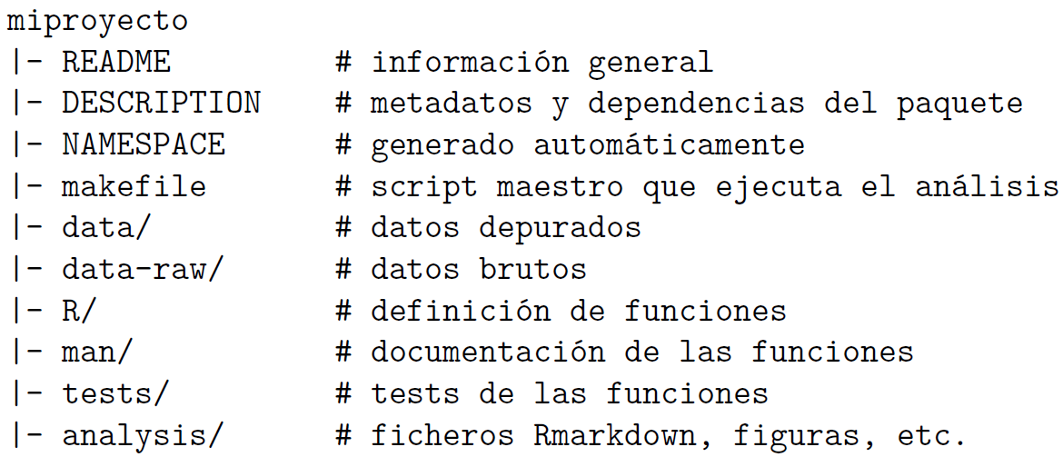 miproyecto
|- README # información general
|- DESCRIPTION # metadatos y dependencias del paquete
|- NAMESPACE # generado automáticamente
|- makefile # script maestro que ejecuta el análisis
|- data/ # datos depurados
|- data-raw/ # datos brutos
|- R/ # definición de funciones
|- man/ # documentación de las funciones
|- tests/ # tests de las funciones
|- analysis/ # ficheros Rmarkdown, figuras, etc.